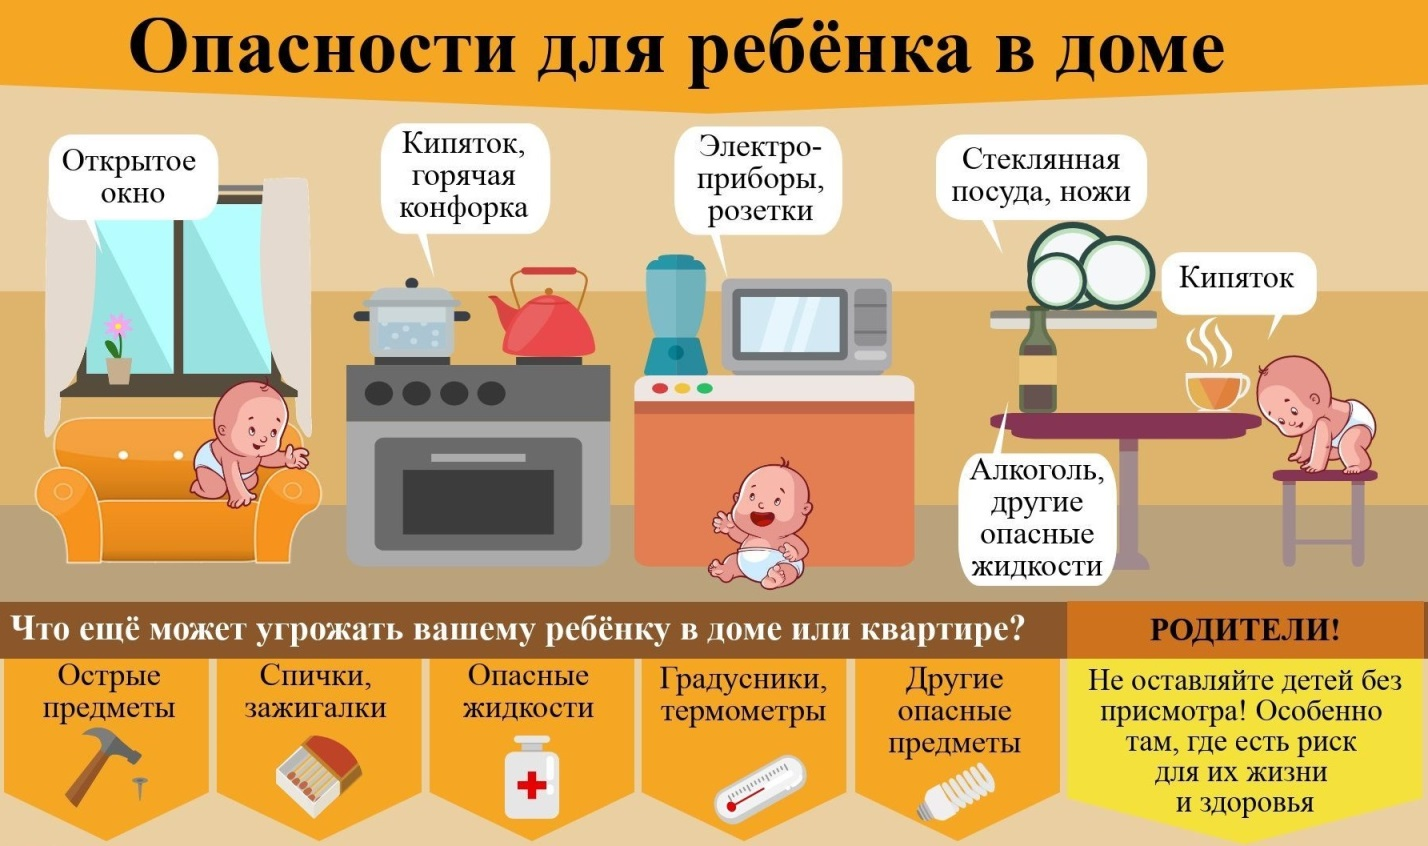 Опасности для ребёнка в доме
Открытое
окно
Кипяток,
горячая
конфорка
Электро-
приборы,
розетки
Стеклянная
посуда, ножи
Кипяток
Алкоголь,
другие
опасные
жидкости
Что ещё может угрожать вашему ребёнку в доме или квартире?
Острые
предметы
Спички,
зажигалки
Опасные
жидкости
Градусники,
термометры
Другие
опасные
предметы
РОДИТЕЛИ!
Не оставляйте детей без
присмотра! Особенно
там, где есть риск
для их жизни
и здоровья